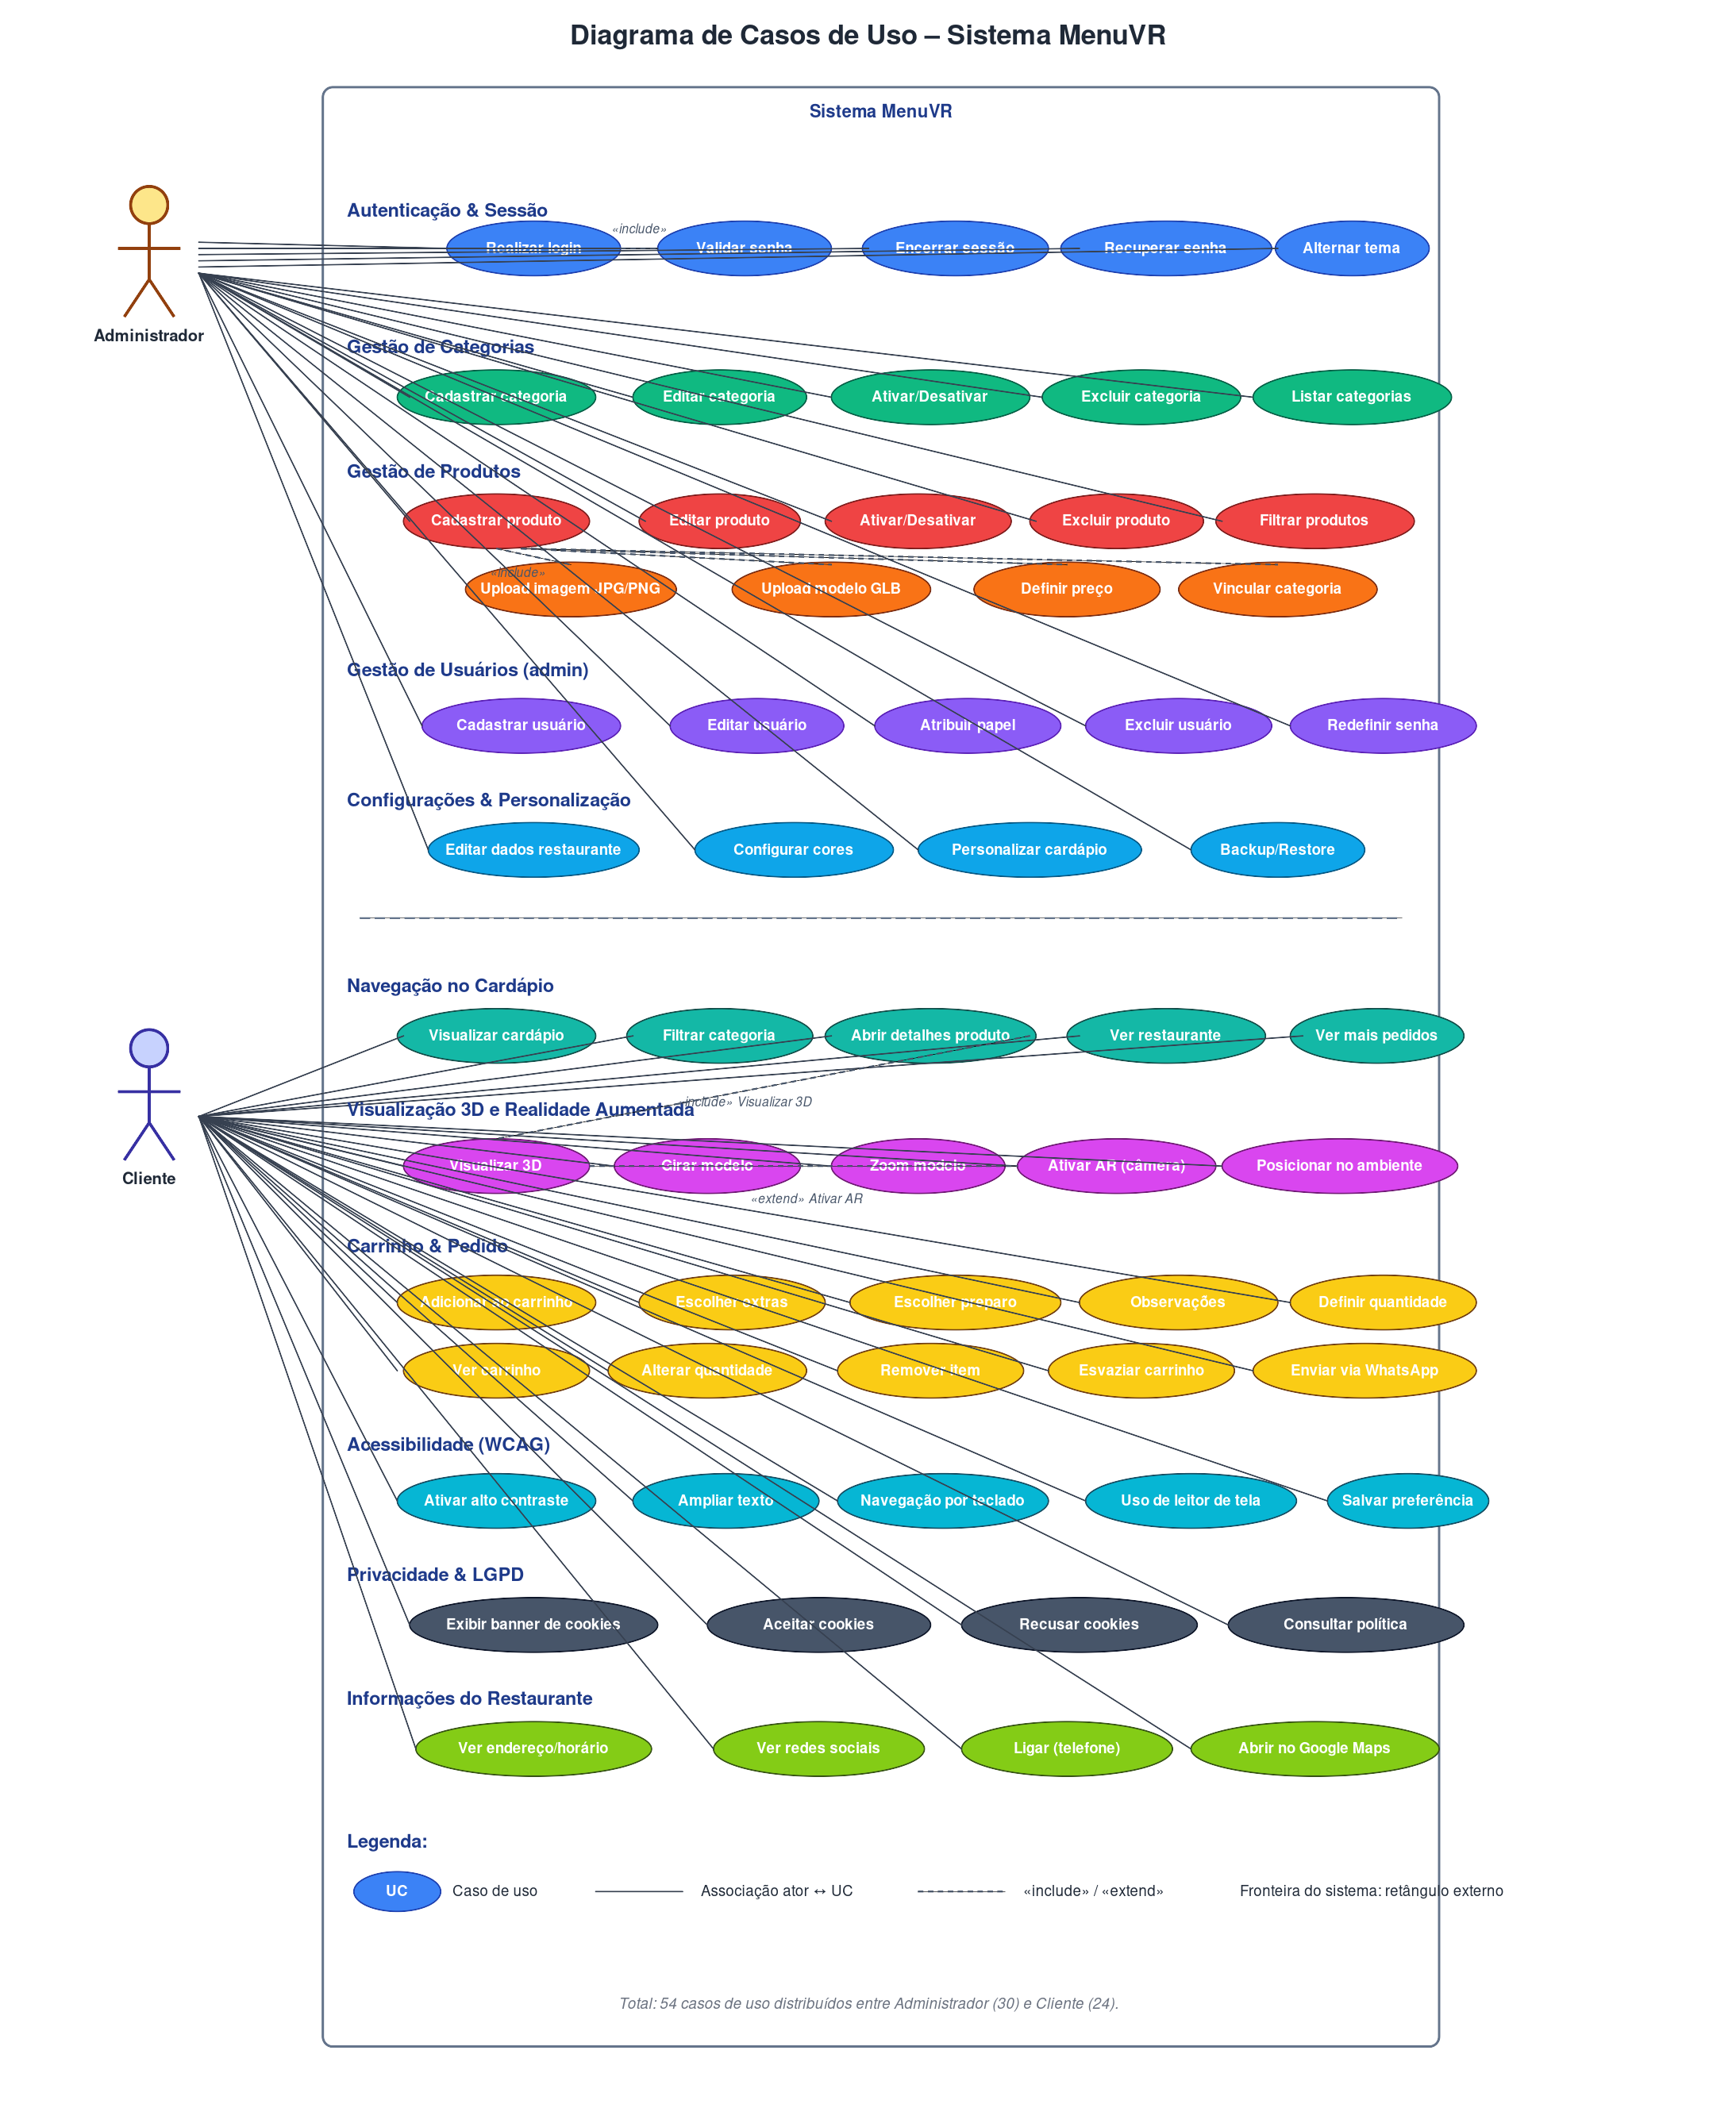 Diagrama de Casos de Uso – Sistema MenuVR
Sistema MenuVR
Administrador
Autenticação & Sessão
«include»
Realizar login
Validar senha
Encerrar sessão
Recuperar senha
Alternar tema
Gestão de Categorias
Cadastrar categoria
Editar categoria
Ativar/Desativar
Excluir categoria
Listar categorias
Gestão de Produtos
Cadastrar produto
Editar produto
Ativar/Desativar
Excluir produto
Filtrar produtos
«include»
Upload imagem JPG/PNG
Upload modelo GLB
Definir preço
Vincular categoria
Gestão de Usuários (admin)
Cadastrar usuário
Editar usuário
Atribuir papel
Excluir usuário
Redefinir senha
Configurações & Personalização
Editar dados restaurante
Configurar cores
Personalizar cardápio
Backup/Restore
Cliente
Navegação no Cardápio
Visualizar cardápio
Filtrar categoria
Abrir detalhes produto
Ver restaurante
Ver mais pedidos
Visualização 3D e Realidade Aumentada
«include» Visualizar 3D
Visualizar 3D
Girar modelo
Zoom modelo
Ativar AR (câmera)
Posicionar no ambiente
«extend» Ativar AR
Carrinho & Pedido
Adicionar ao carrinho
Escolher extras
Escolher preparo
Observações
Definir quantidade
Ver carrinho
Alterar quantidade
Remover item
Esvaziar carrinho
Enviar via WhatsApp
Acessibilidade (WCAG)
Ativar alto contraste
Ampliar texto
Navegação por teclado
Uso de leitor de tela
Salvar preferência
Privacidade & LGPD
Exibir banner de cookies
Aceitar cookies
Recusar cookies
Consultar política
Informações do Restaurante
Ver endereço/horário
Ver redes sociais
Ligar (telefone)
Abrir no Google Maps
Legenda:
UC
Caso de uso
Associação ator ↔ UC
«include» / «extend»
Fronteira do sistema: retângulo externo
Total: 54 casos de uso distribuídos entre Administrador (30) e Cliente (24).